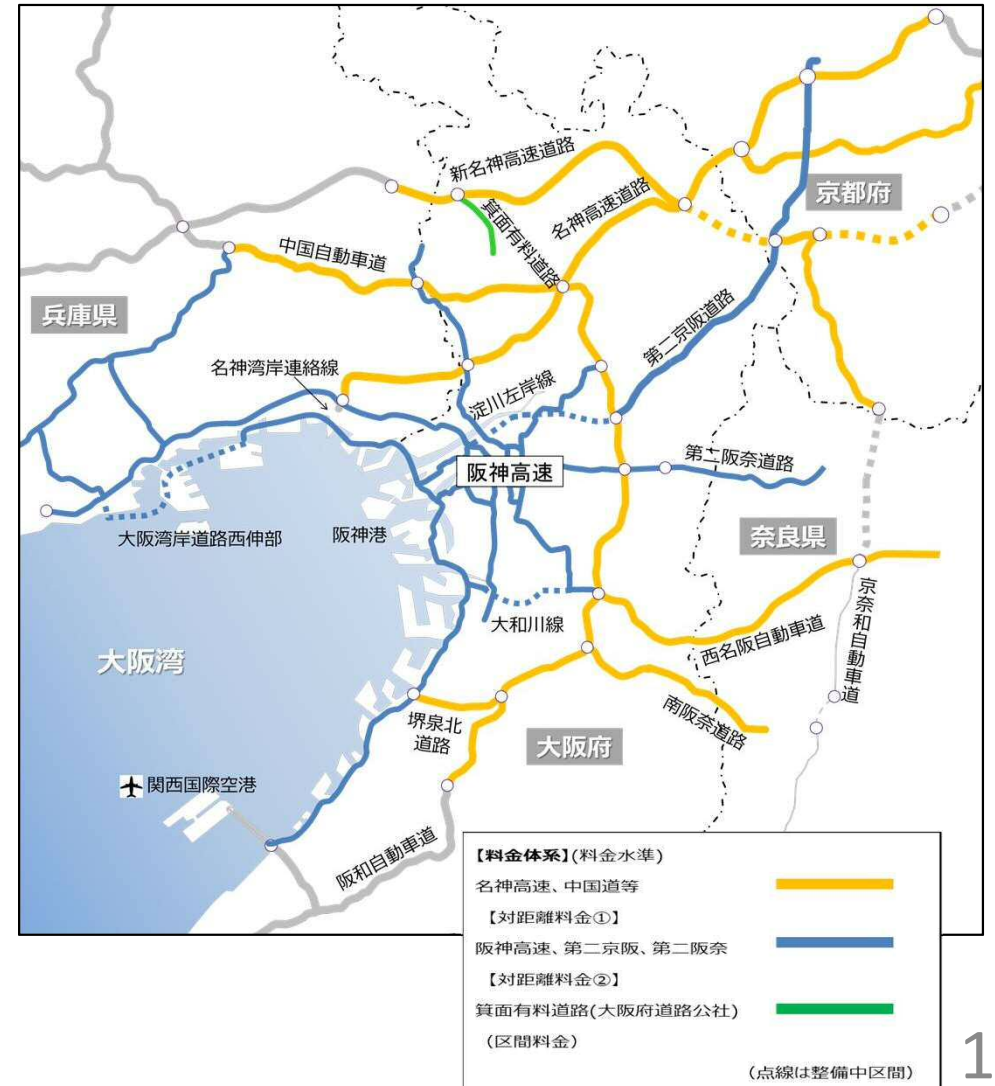 新名神高速道路
箕面有料道路
名神高速道路
京都府
中国自動車道
兵庫県
第二京阪道路
名神湾岸連絡線
淀川左岸線
阪神高速
第二阪奈道路
大阪湾岸道路西伸部
阪神港
奈良県
大和川線
西名阪自動車道
京奈和自動車道
大阪湾
南阪奈道路
堺泉北
道路
大阪府
関西国際空港
阪和自動車道
【料金体系】(料金水準)
名神高速、中国道等
【対距離料金①】
阪神高速、第二京阪、第二阪奈
【対距離料金②】
箕面有料道路(大阪府道路公社)
(区間料金)
(点線は整備中区間)
1